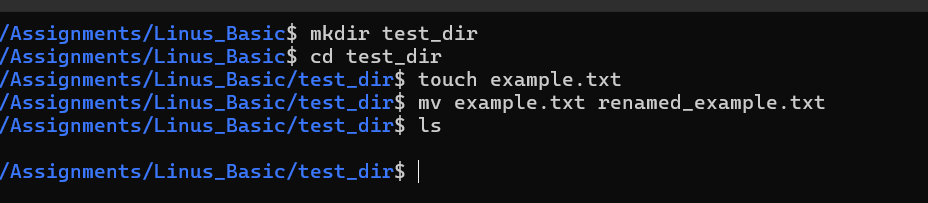 /Assignments/Linus_Basic$ mkdir test_dir
/Assignments/Linus_Basic$ cd test_dir
/Assignments/Linus_Basic/test_dir$ touch example.txt
/Assignments/Linus_Basic/test_dir$ mv example.txt renamed_example.txt
/Assignments/Linus_Basic/test_dir$ ls
/Assignments/Linus_Basic/test_dir$